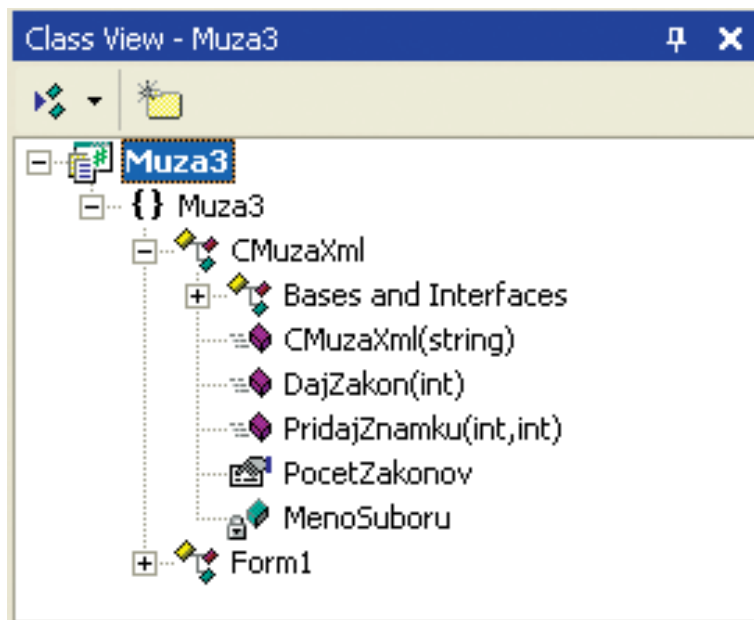 Class View - Muza3
Muza3
{} Muza3
CMuzaXml
Bases and Interfaces
CMuzaXml(string)
DajZakon(int)
PridajZnamku(int,int)
PocetZakonov
MenoSuboru
Form1